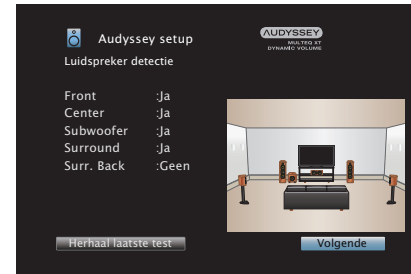 Audyssey setup
AUDYSSEY
MULTEQ XT
DYNAMIC VOLUME
Luidspreker detectie
Front :Ja
Center :Ja
Subwoofer :Ja
Surround :Ja
Surr. Back :Geen
Herhaal laatste test
Volgende